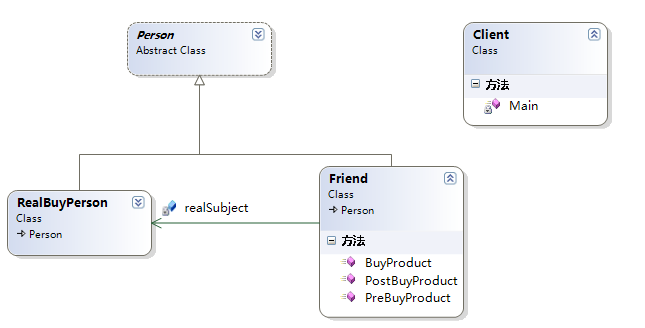 Person
Abstract Class
Client
Class
方法
Main
RealBuyPerson
Class
Person
realSubject
Friend
Class
Person
方法
BuyProduct
PostBuyProduct
PreBuyProduct